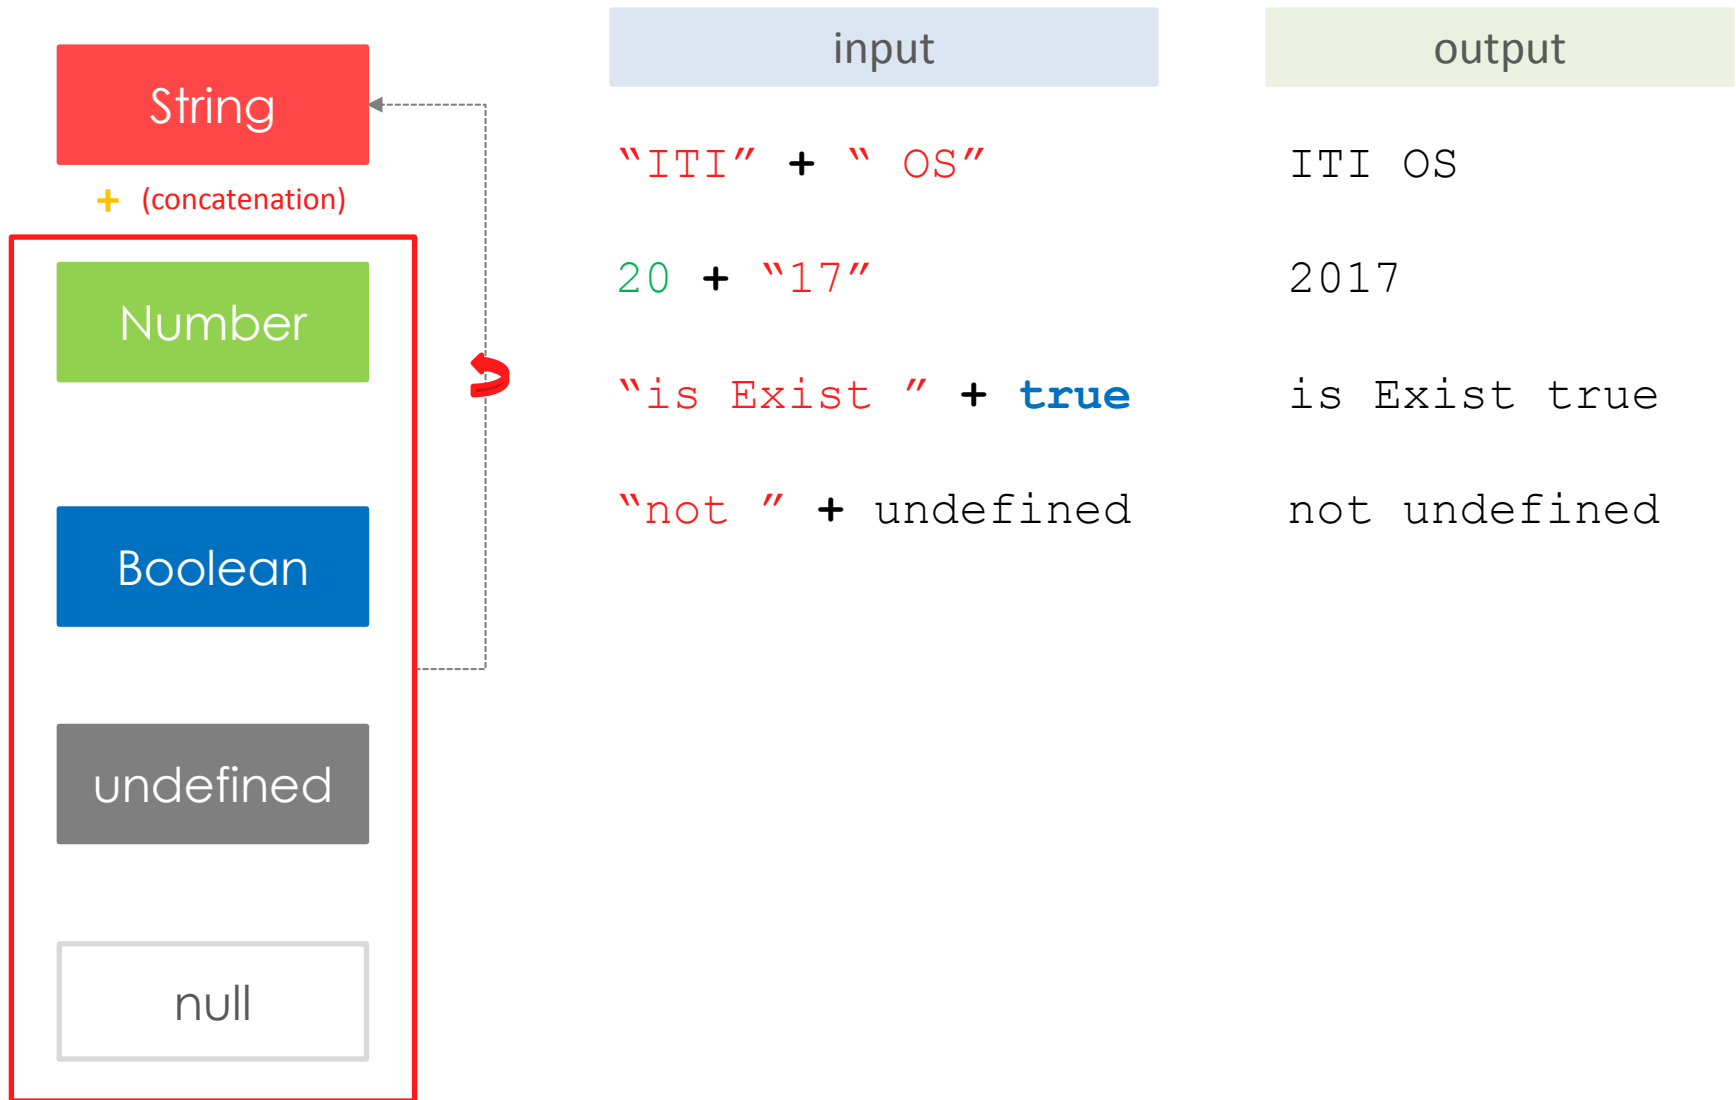 String
+ (concatenation)
Number
Boolean
undefined
null
input
output
“ITI” + “ OS”
ITI OS
20 + “17”
2017
“is Exist ” + true
is Exist true
“not ” + undefined
not undefined